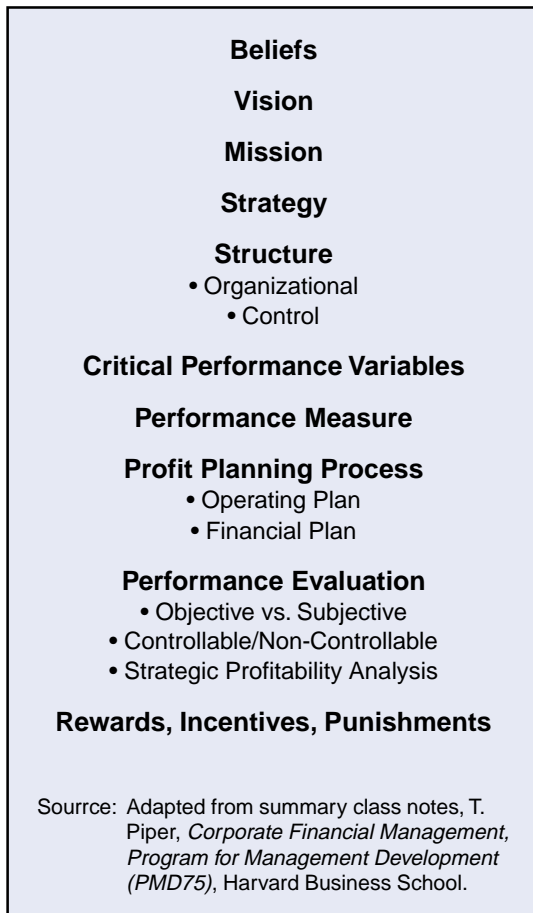 Beliefs
Vision
Mission
Strategy
Structure
• Organizational
• Control
Critical Performance Variables
Performance Measure
Profit Planning Process
• Operating Plan
• Financial Plan
Performance Evaluation
• Objective vs. Subjective
• Controllable/Non-Controllable
• Strategic Profitability Analysis
Rewards, Incentives, Punishments
Sourrce: Adapted from summary class notes, T.
Piper, Corporate Financial Management,
Program for Management Development
(PMD75), Harvard Business School.